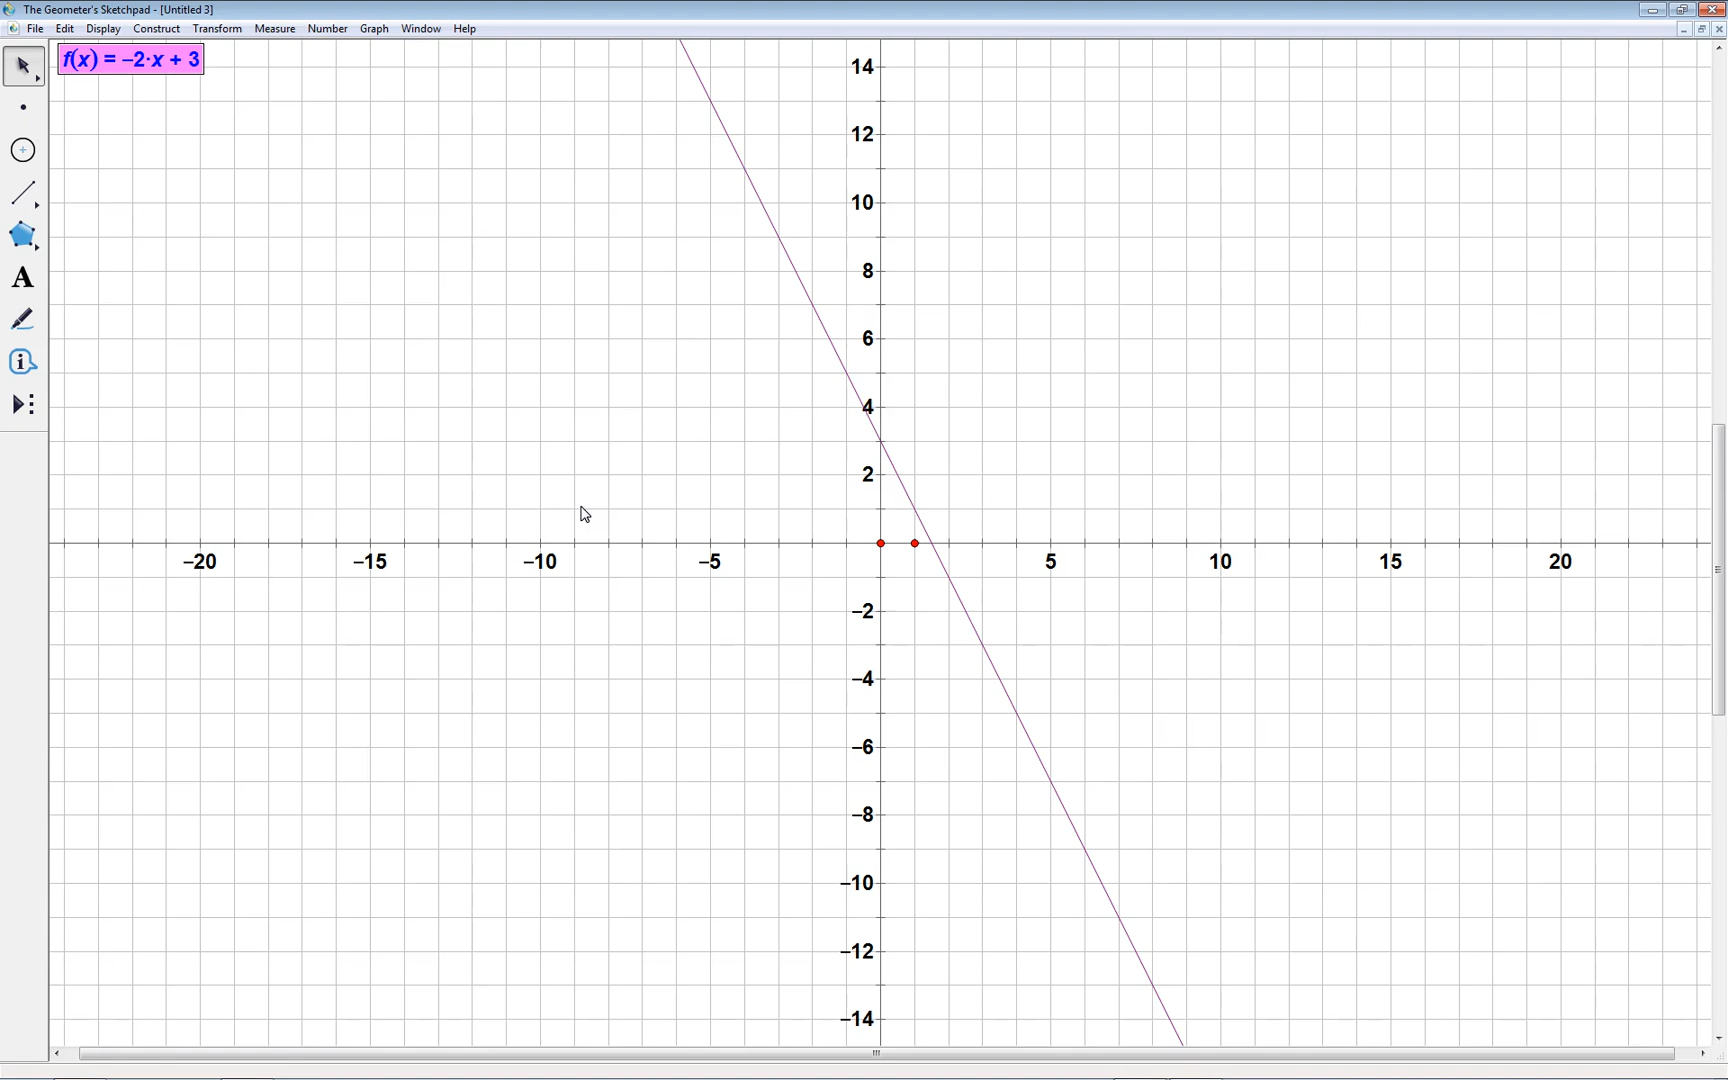 The Geometer's Sketchpad - [Untitled 3]
File Edit Display Construct Transform Measure Number Graph Window Help
f(x) = −2·x + 3
14
12
10
8
6
4
2
−20 −15 −10 −5 5 10 15 20
−2
−4
−6
−8
−10
−12
−14
A
i